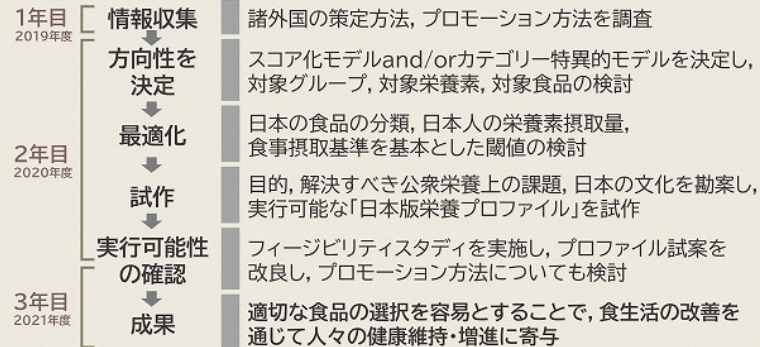 1年目
2019年度
情報収集
諸外国の策定方法, プロモーション方法を調査
2年目
2020年度
方向性を
決定
スコア化モデルand/orカテゴリー特異的モデルを決定し,
対象グループ, 対象栄養素, 対象食品の検討
最適化
日本の食品の分類, 日本人の栄養素摂取量,
食事摂取基準を基本とした閾値の検討
試作
目的, 解決すべき公衆栄養上の課題, 日本の文化を勘案し,
実行可能な「日本版栄養プロファイル」を試作
実行可能性
の確認
フィージビリティスタディを実施し, プロファイル試案を
改良し, プロモーション方法についても検討
3年目
2021年度
成果
適切な食品の選択を容易とすることで, 食生活の改善を
通じて人々の健康維持・増進に寄与